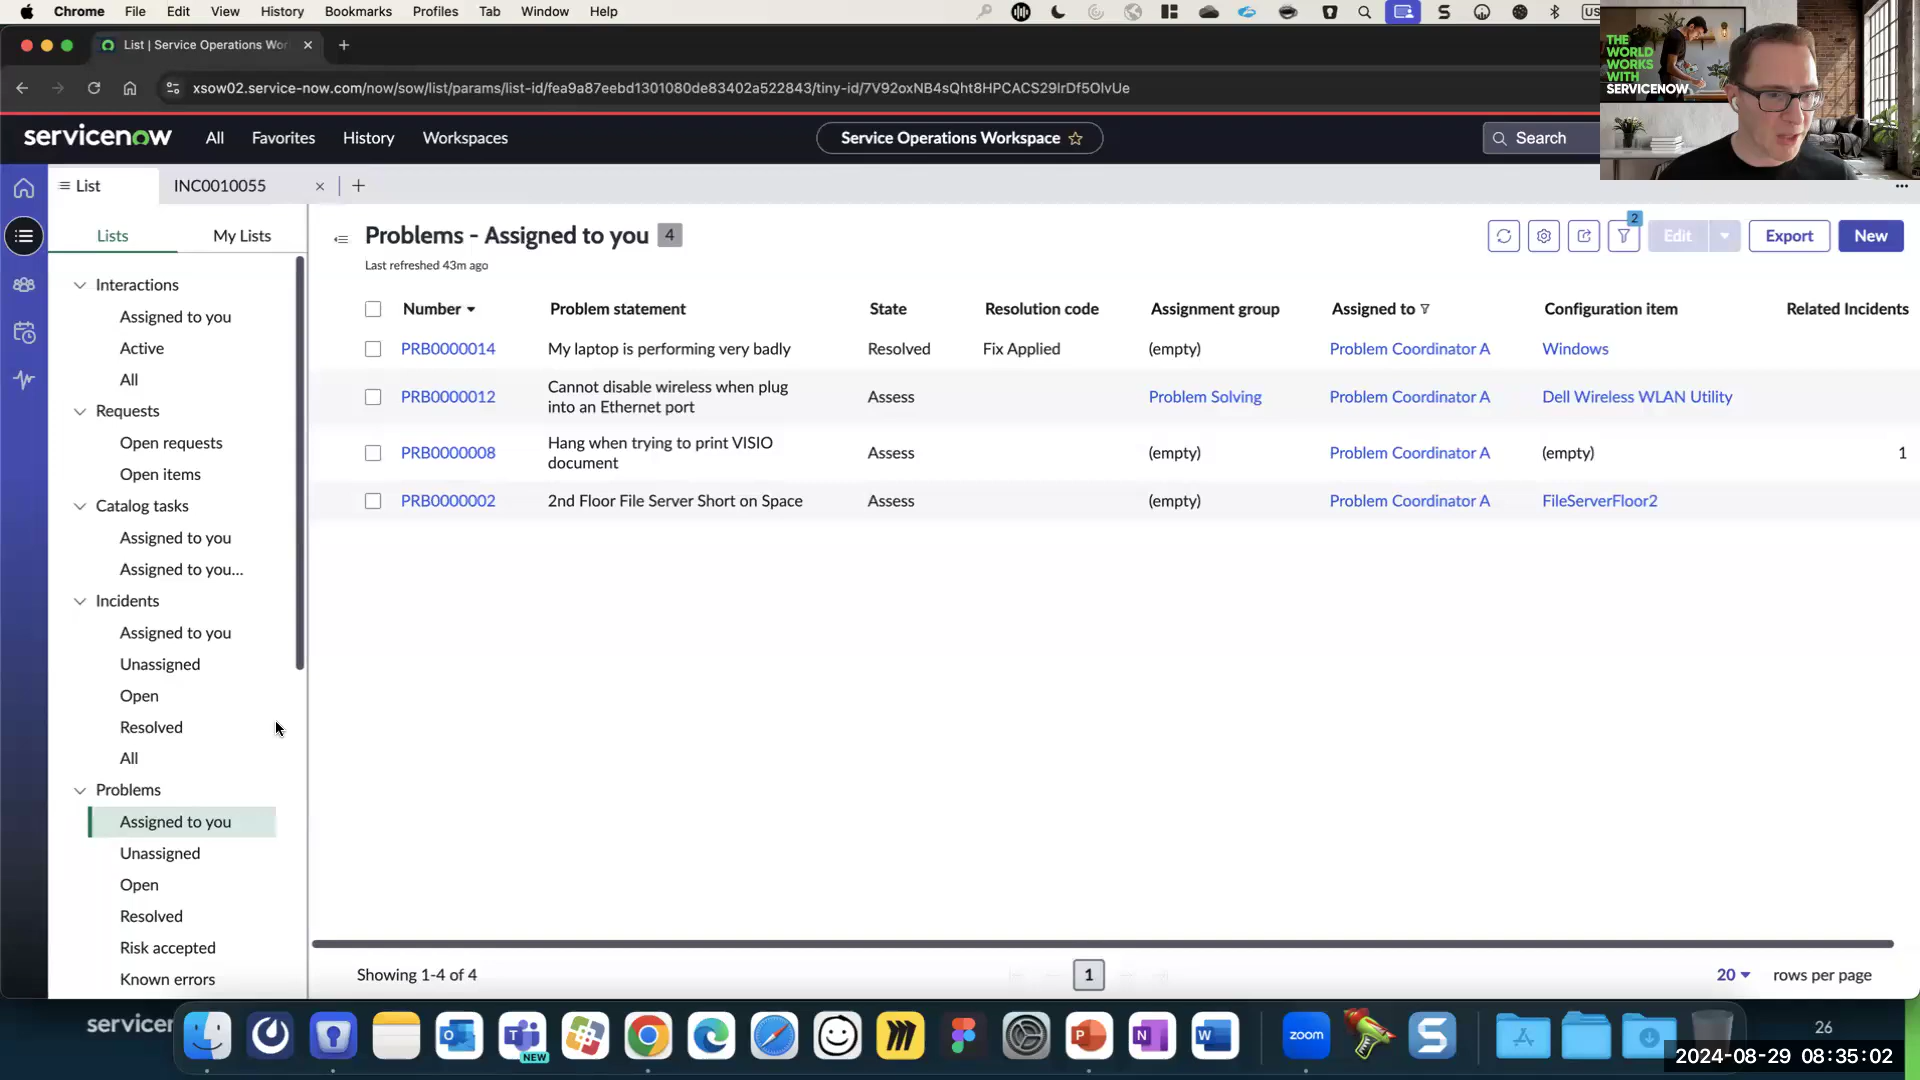 Chrome File Edit View History Bookmarks Profiles Tab Window Help
List | Service Operations Wor
xsow02.service-now.com/now/sow/list/params/list-id/fea9a87eebd1301080de83402a522843/tiny-id/7V92oxNB4sQht8HPCACS29lrDf5OlvUe
THE
WORLD
WORKS
WITH
SERVICENOW
servicenow All Favorites History Workspaces Service Operations Workspace Search
List INC0010055
Lists My Lists
Interactions
Assigned to you
Active
All
Requests
Open requests
Open items
Catalog tasks
Assigned to you
Assigned to you...
Incidents
Assigned to you
Unassigned
Open
Resolved
All
Problems
Assigned to you
Unassigned
Open
Resolved
Risk accepted
Known errors
Problems - Assigned to you 4
Last refreshed 43m ago
2
Edit Export New
Number Problem statement State Resolution code Assignment group Assigned to Configuration item Related Incidents
PRB0000014 My laptop is performing very badly Resolved Fix Applied (empty) Problem Coordinator A Windows
PRB0000012 Cannot disable wireless when plug into an Ethernet port Assess Problem Solving Problem Coordinator A Dell Wireless WLAN Utility
PRB0000008 Hang when trying to print VISIO document Assess (empty) Problem Coordinator A (empty) 1
PRB0000002 2nd Floor File Server Short on Space Assess (empty) Problem Coordinator A FileServerFloor2
Showing 1-4 of 4 1 20 rows per page
servicer
NEW
zoom
26
2024-08-29 08:35:02